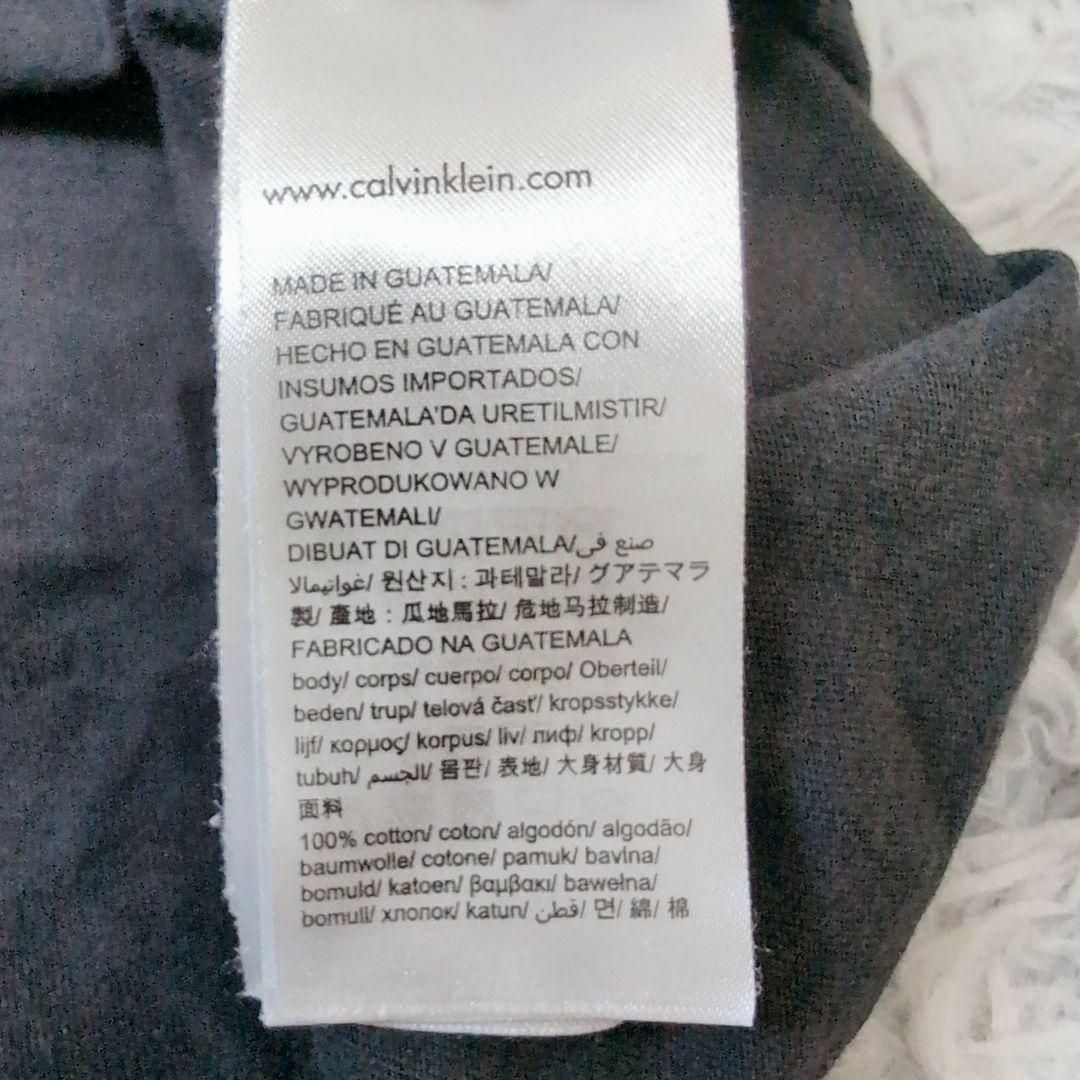 www.calvinklein.com
MADE IN GUATEMALA/
FABRIQUÉ AU GUATEMALA/
HECHO EN GUATEMALA CON
INSUMOS IMPORTADOS/
GUATEMALA'DA URETILMISTIR/
VYROBENO V GUATEMALE/
WYPRODUKOWANO W
GWATEMALI/
DIBUAT DI GUATEMALA/صنع في
غواتيمالا/ 원산지 : 과테말라/ グアテマラ
製/ 產地 : 瓜地馬拉/ 危地马拉制造/
FABRICADO NA GUATEMALA
body/ corps/ cuerpo/ corpo/ Oberteil/
beden/ trup/ telová časť/ kropsstykke/
lijf/ κορμος/ korpus/ liv/ лиф/ kropp/
tubuh/ الجسم/ 몸판/ 表地/ 大身材質/ 大身
面料
100% cotton/ coton/ algodón/ algodão/
baumwolle/ cotone/ pamuk/ bavlna/
bomuld/ katoen/ βαμβακι/ bawełna/
bomull/ хлопок/ katun/ قطن/ 면/ 綿/ 棉